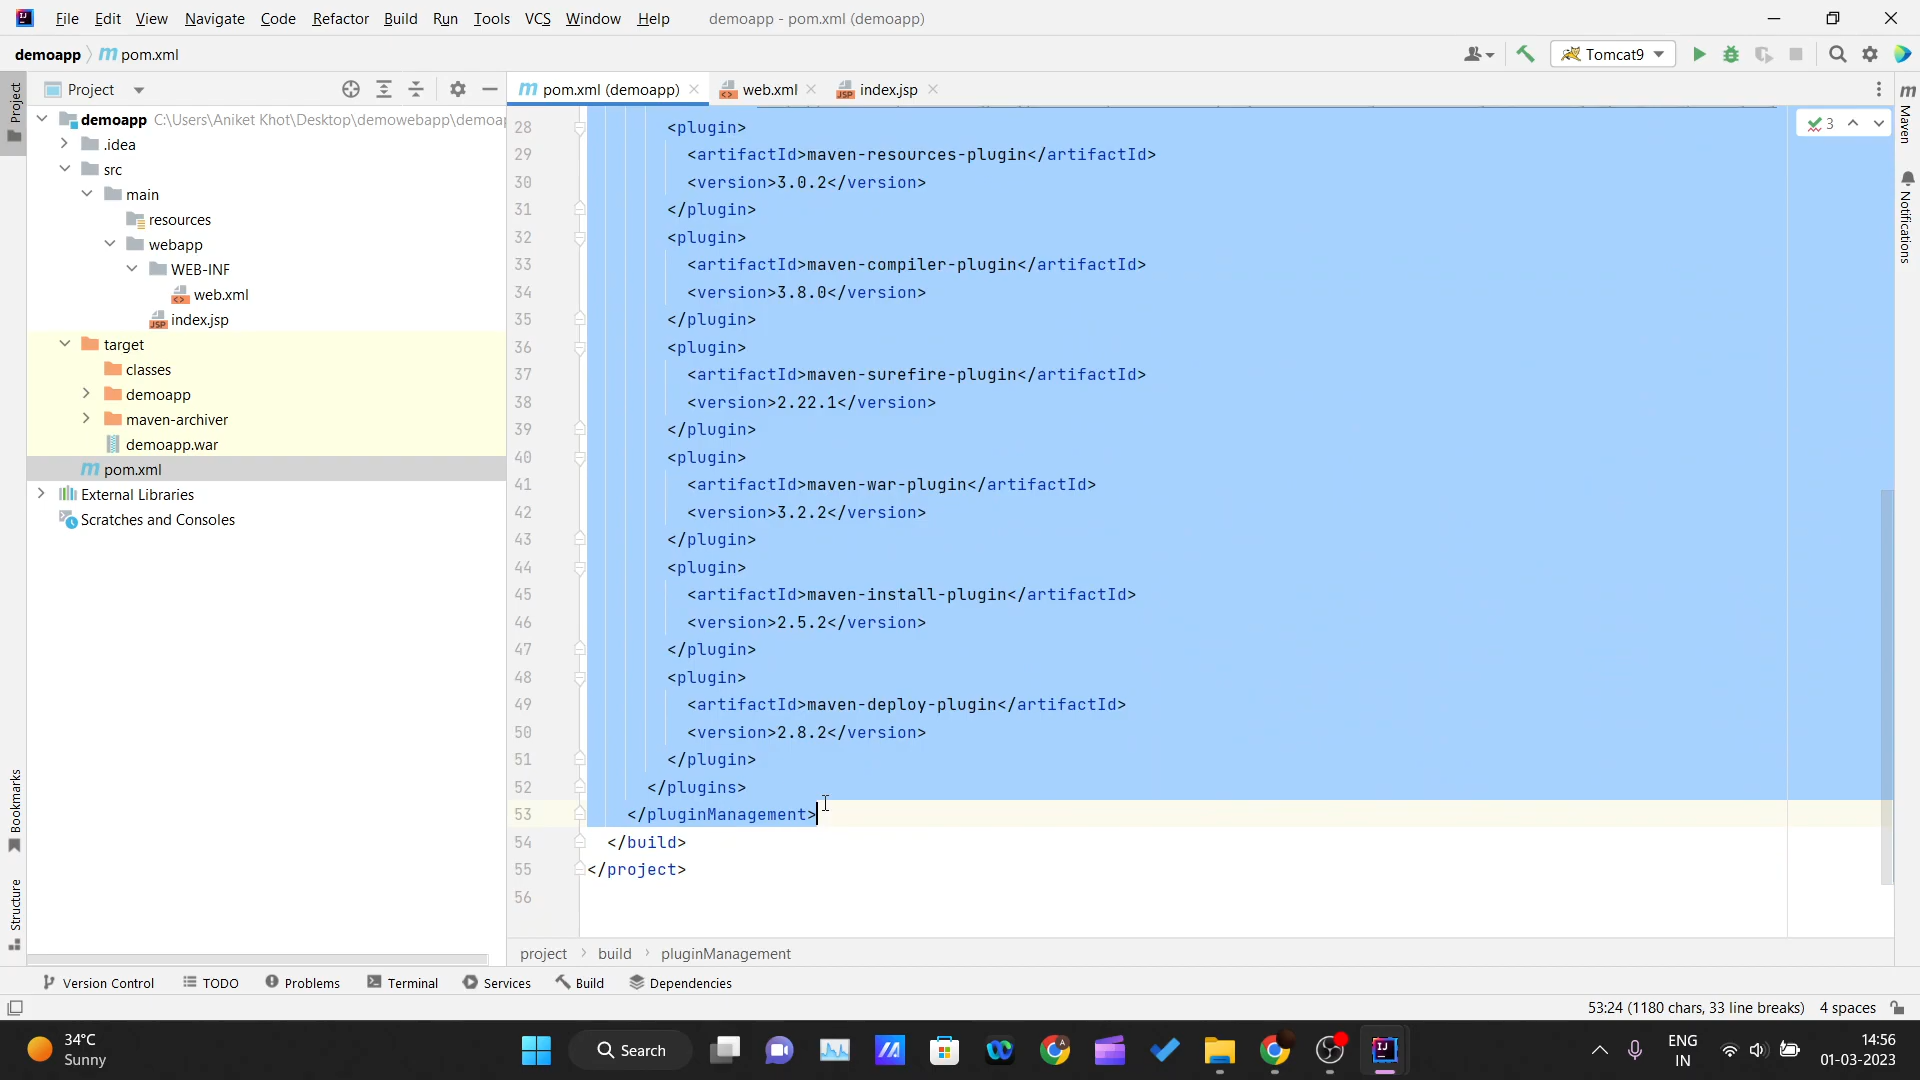 File Edit View Navigate Code Refactor Build Run Tools VCS Window Help demoapp - pom.xml (demoapp)
demoapp pom.xml
Tomcat9
Project
pom.xml (demoapp) web.xml index.jsp
Project
demoapp C:\Users\Aniket Khot\Desktop\demowebapp\demoap
.idea
src
main
resources
webapp
WEB-INF
web.xml
index.jsp
target
classes
demoapp
maven-archiver
demoapp.war
pom.xml
External Libraries
Scratches and Consoles
Bookmarks
Structure
28 <plugin>
29 <artifactId>maven-resources-plugin</artifactId>
30 <version>3.0.2</version>
31 </plugin>
32 <plugin>
33 <artifactId>maven-compiler-plugin</artifactId>
34 <version>3.8.0</version>
35 </plugin>
36 <plugin>
37 <artifactId>maven-surefire-plugin</artifactId>
38 <version>2.22.1</version>
39 </plugin>
40 <plugin>
41 <artifactId>maven-war-plugin</artifactId>
42 <version>3.2.2</version>
43 </plugin>
44 <plugin>
45 <artifactId>maven-install-plugin</artifactId>
46 <version>2.5.2</version>
47 </plugin>
48 <plugin>
49 <artifactId>maven-deploy-plugin</artifactId>
50 <version>2.8.2</version>
51 </plugin>
52 </plugins>
53 </pluginManagement>
54 </build>
55 </project>
56
3
Maven
Notifications
project build pluginManagement
Version Control TODO Problems Terminal Services Build Dependencies
53:24 (1180 chars, 33 line breaks) 4 spaces
34°C
Sunny
Search
ENG
IN
14:56
01-03-2023